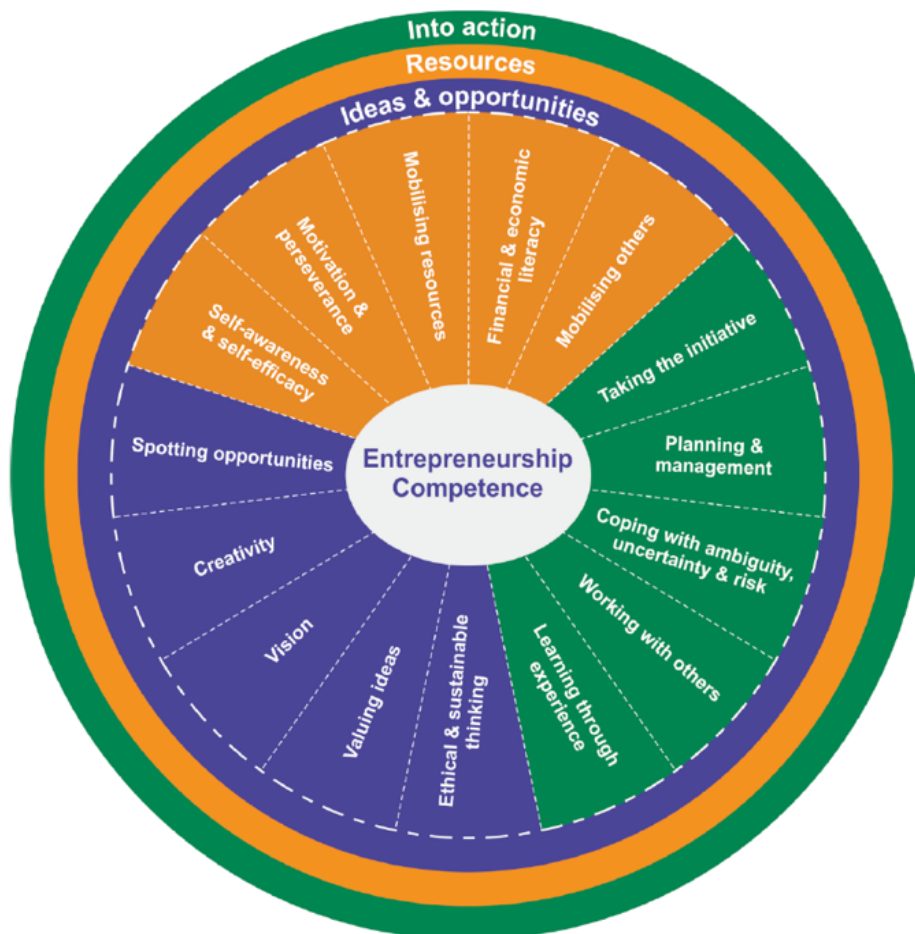 Into action
Resources
Ideas & opportunities
Self-awareness
& self-efficacy
Motivation &
perseverance
Mobilising resources
Financial & economic
literacy
Mobilising others
Taking the initiative
Planning &
management
Coping with ambiguity,
uncertainty & risk
Working with others
Learning through
experience
Ethical & sustainable
thinking
Valuing ideas
Vision
Creativity
Spotting opportunities
Entrepreneurship
Competence